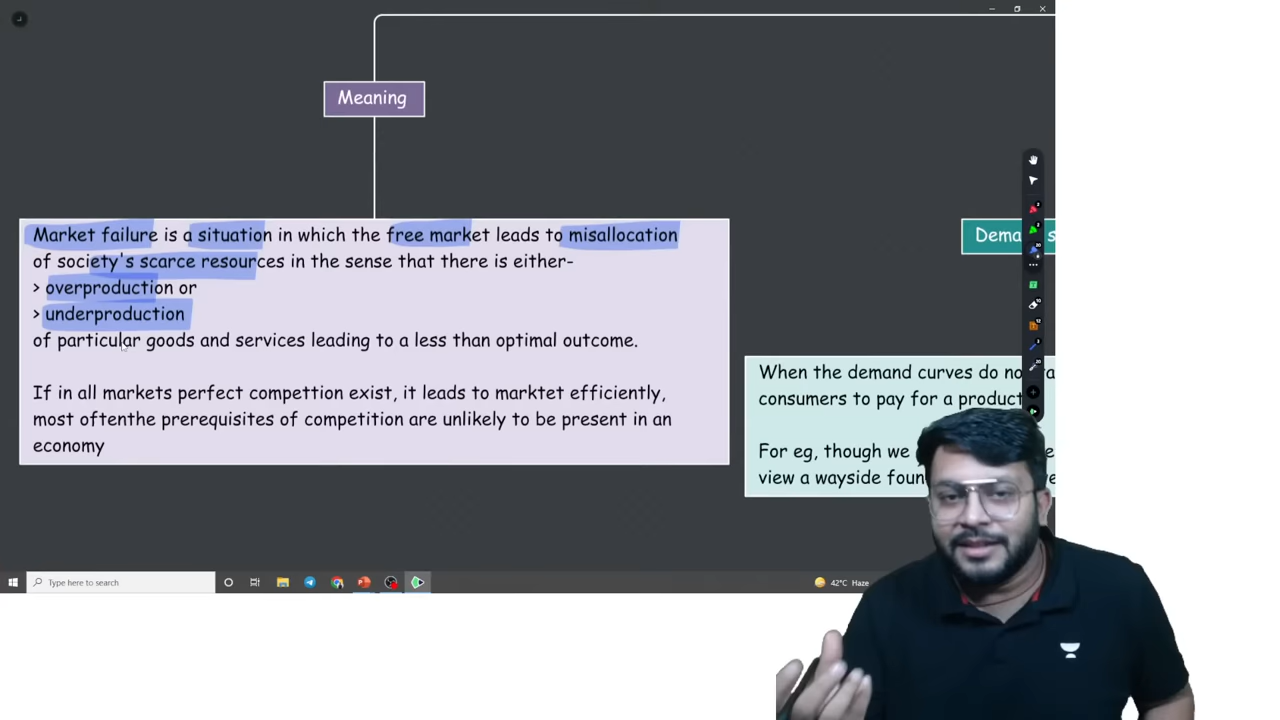 Meaning
Market failure is a situation in which the free market leads to misallocation
of society's scarce resources in the sense that there is either-
> overproduction or
> underproduction
of particular goods and services leading to a less than optimal outcome.
If in all markets perfect compettion exist, it leads to marktet efficiently,
most oftenthe prerequisites of competition are unlikely to be present in an
economy
When the demand curves do
consumers to pay for a product
For eg, though we
view a wayside
Type here to search
42°C Haze